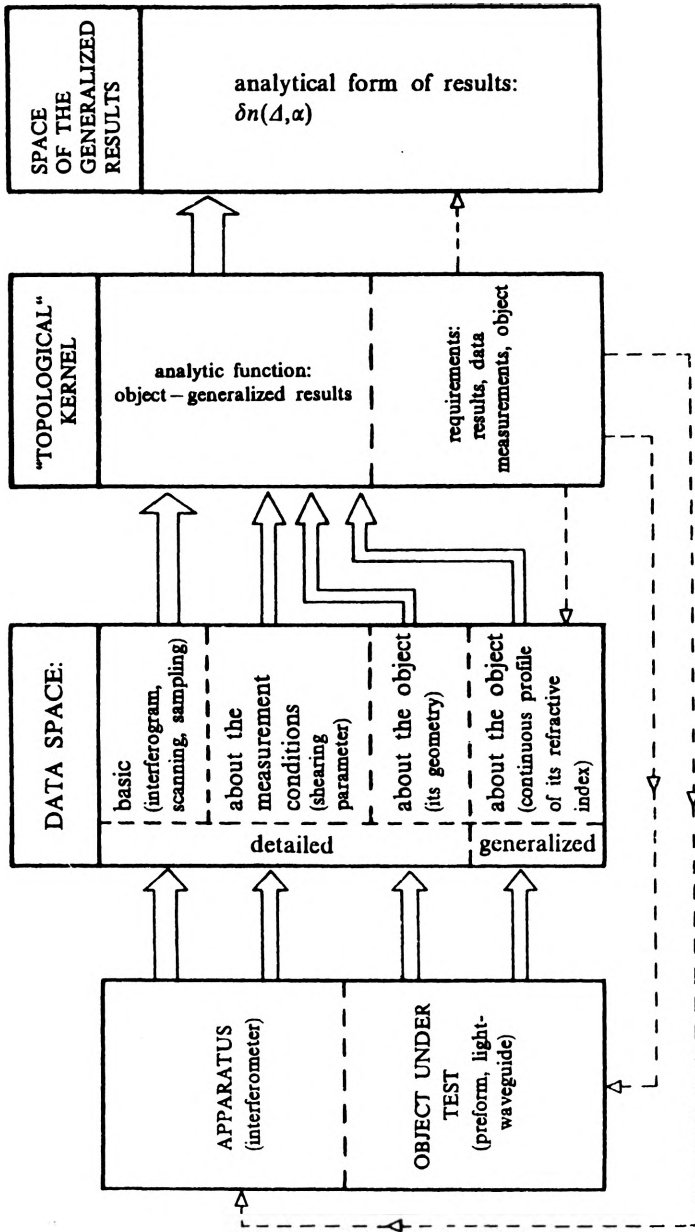 APPARATUS
(interferometer)
OBJECT UNDER
TEST
(preform, light-
waveguide)
DATA SPACE:
detailed
generalized
basic
(interferogram,
scanning, sampling)
about the
measurement
conditions
(shearing
parameter)
about the object
(its geometry)
about the object
(continuous profile
of its refractive
index)
"TOPOLOGICAL"
KERNEL
analytic function:
object – generalized results
requirements:
results, data
measurements, object
SPACE
OF THE
GENERALIZED
RESULTS
analytical form of results:
δn(Δ,α)